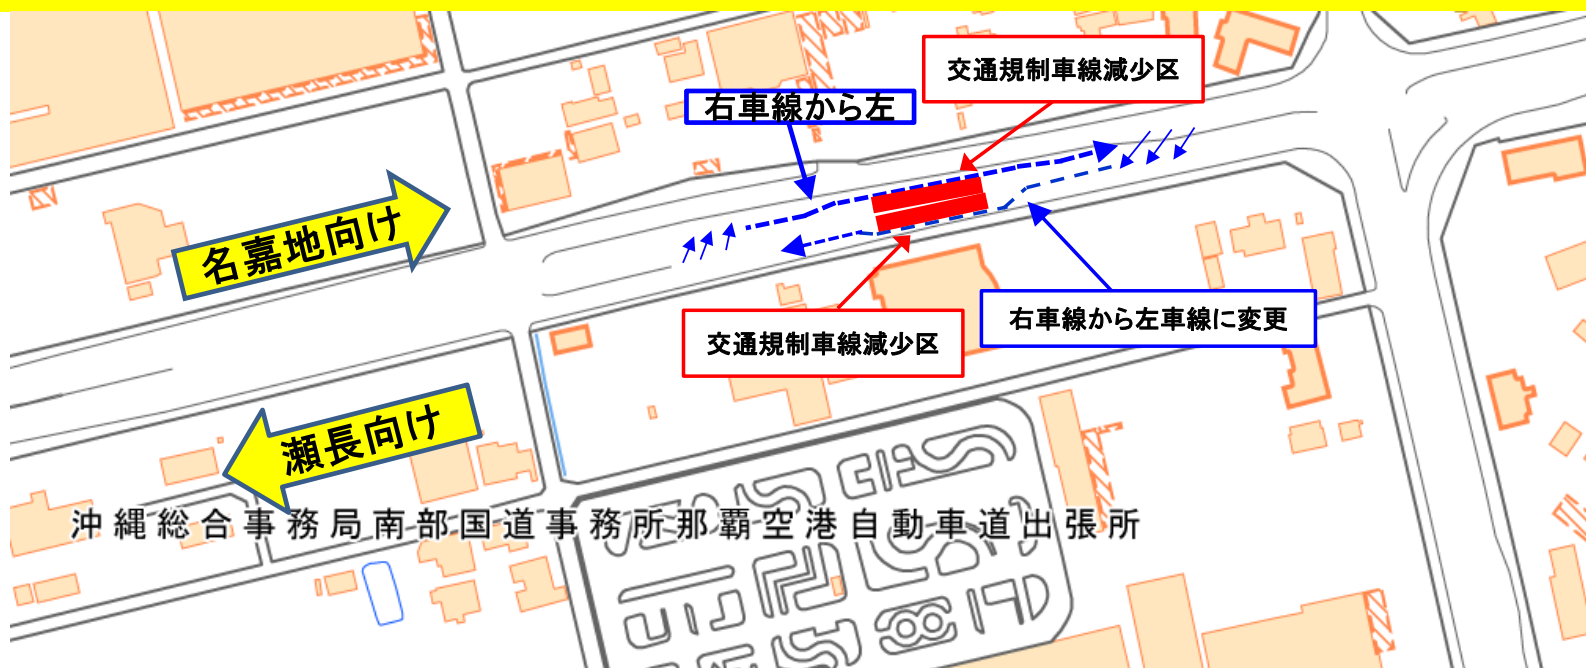 交通規制車線減少区
右車線から左
名嘉地向け
右車線から左車線に変更
交通規制車線減少区
瀬長向け
沖縄総合事務局南部国道事務所那覇空港自動車道出張所